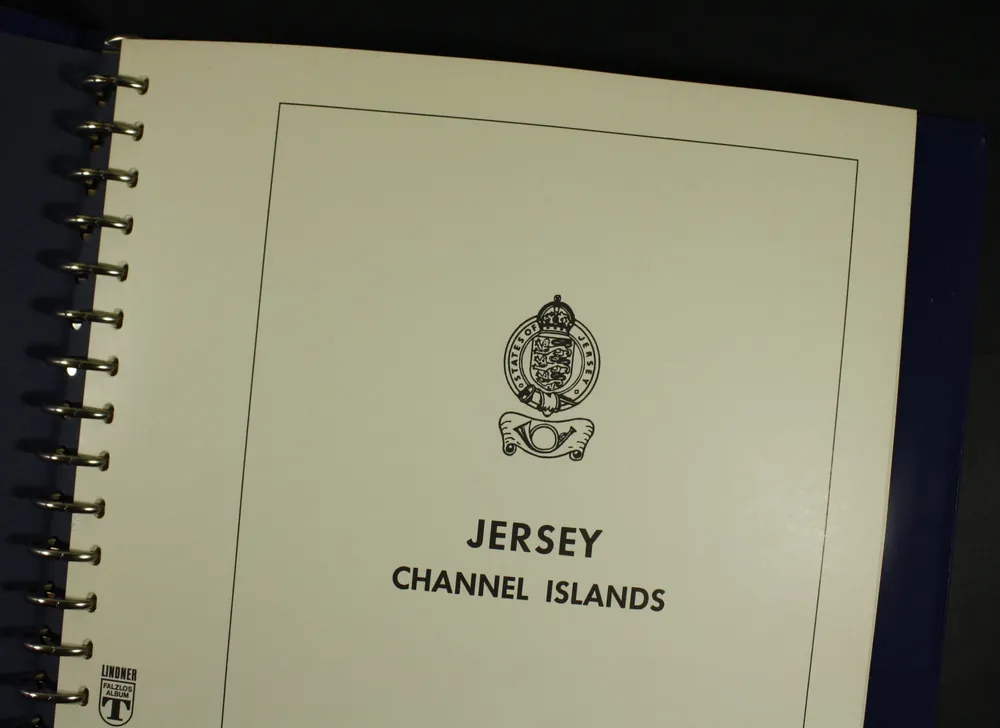 STATES OF JERSEY
JERSEY
CHANNEL ISLANDS
LINDNER
FALZLOS
ALBUM
T